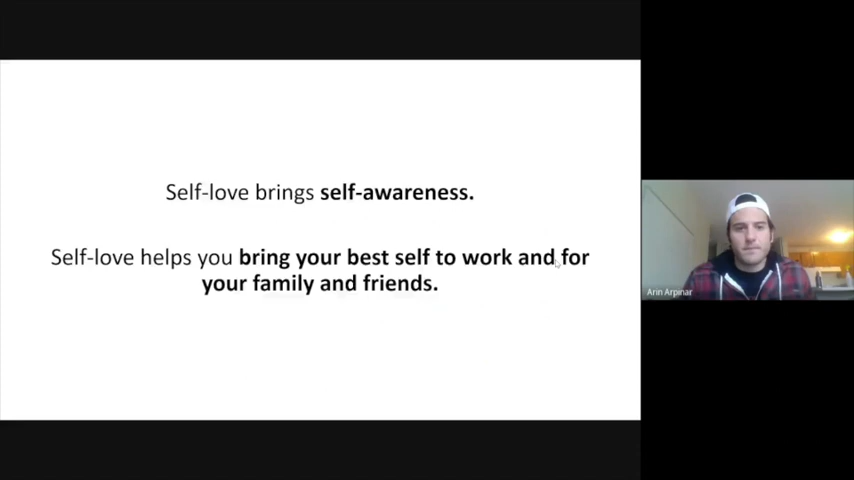 Self-love brings self-awareness.
Self-love helps you bring your best self to work and for
your family and friends.
Arin Arpinar